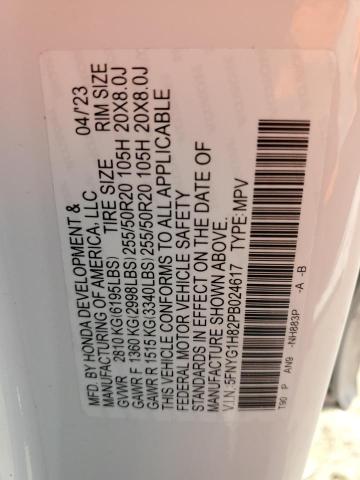 MFD. BY HONDA DEVELOPMENT & 04/'23
MANUFACTURING OF AMERICA, LLC
TIRE SIZE RIM SIZE
GVWR 2810 KG(6195LBS)
GAWR F 1360 KG(2998LBS) 255/50R20 105H 20X8.0J
GAWR R 1515 KG(3340LBS) 255/50R20 105H 20X8.0J
THIS VEHICLE CONFORMS TO ALL APPLICABLE
FEDERAL MOTOR VEHICLE SAFETY
STANDARDS IN EFFECT ON THE DATE OF
MANUFACTURE SHOWN ABOVE.
V.I.N.:5FNYG1H82PB024617 TYPE:MPV
T90 P AN9 -NH883P -A -B